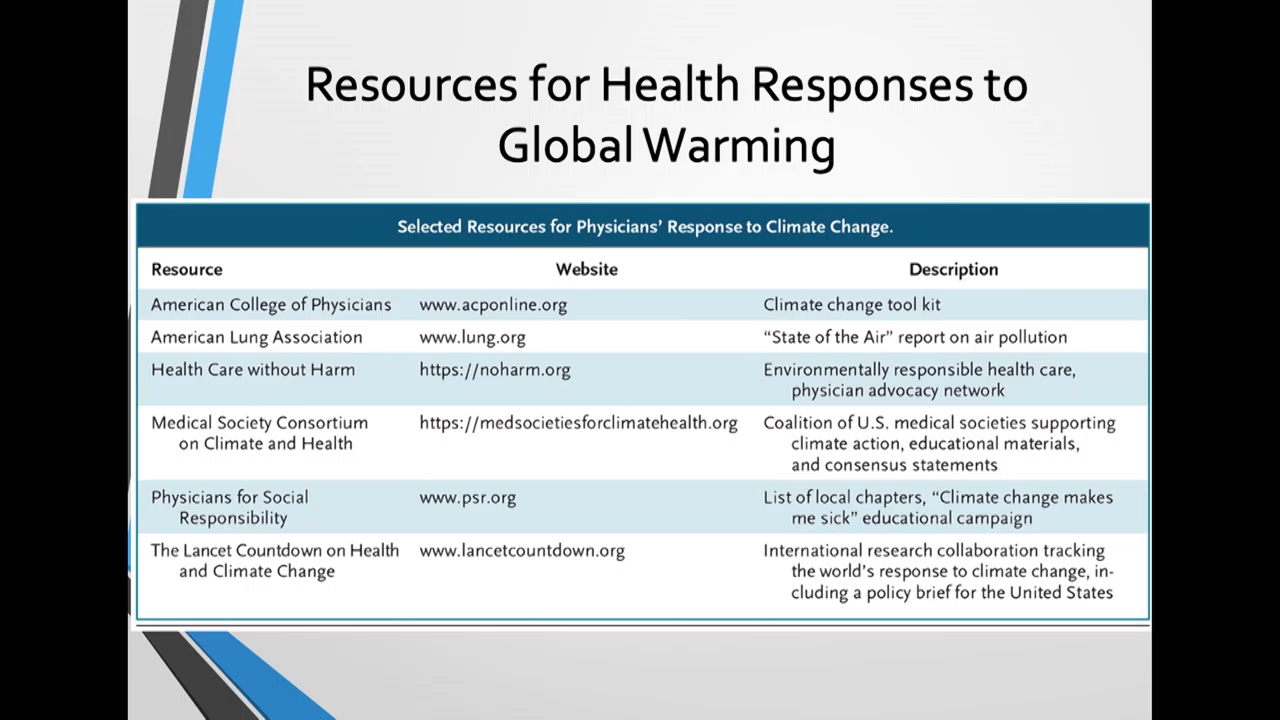 Resources for Health Responses to
Global Warming
Selected Resources for Physicians’ Response to Climate Change.
Resource Website Description
American College of Physicians www.acponline.org Climate change tool kit
American Lung Association www.lung.org “State of the Air” report on air pollution
Health Care without Harm https://noharm.org Environmentally responsible health care,
physician advocacy network
Medical Society Consortium https://medsocietiesforclimatehealth.org Coalition of U.S. medical societies supporting
on Climate and Health climate action, educational materials,
and consensus statements
Physicians for Social www.psr.org List of local chapters, “Climate change makes
Responsibility me sick” educational campaign
The Lancet Countdown on Health www.lancetcountdown.org International research collaboration tracking
and Climate Change the world’s response to climate change, in-
cluding a policy brief for the United States